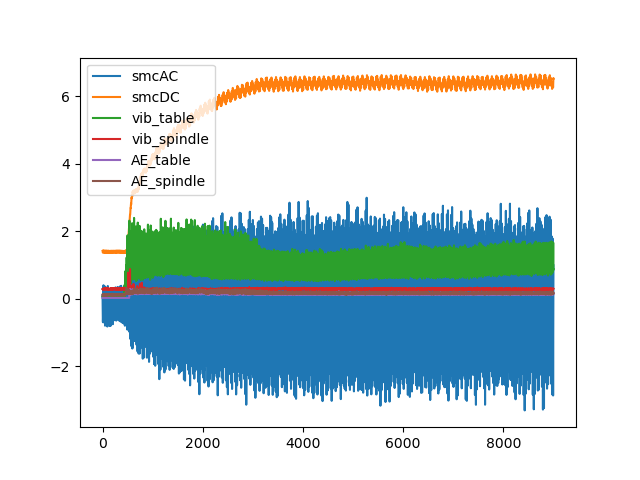 smcAC
smcDC
vib_table
vib_spindle
AE_table
AE_spindle
6
4
2
0
−2
0 2000 4000 6000 8000